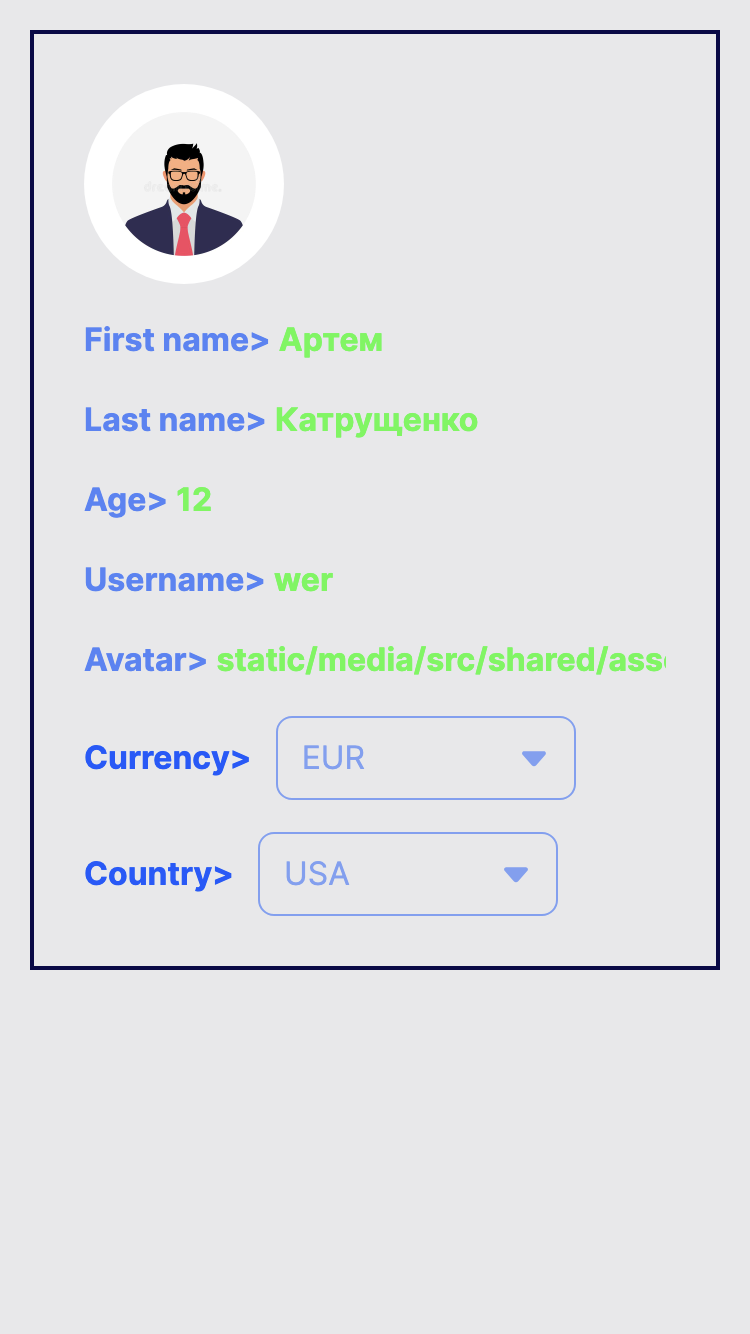 First name> Артем
Last name> Катрущенко
Age> 12
Username> wer
Avatar> static/media/src/shared/ass
Currency> EUR
Country> USA